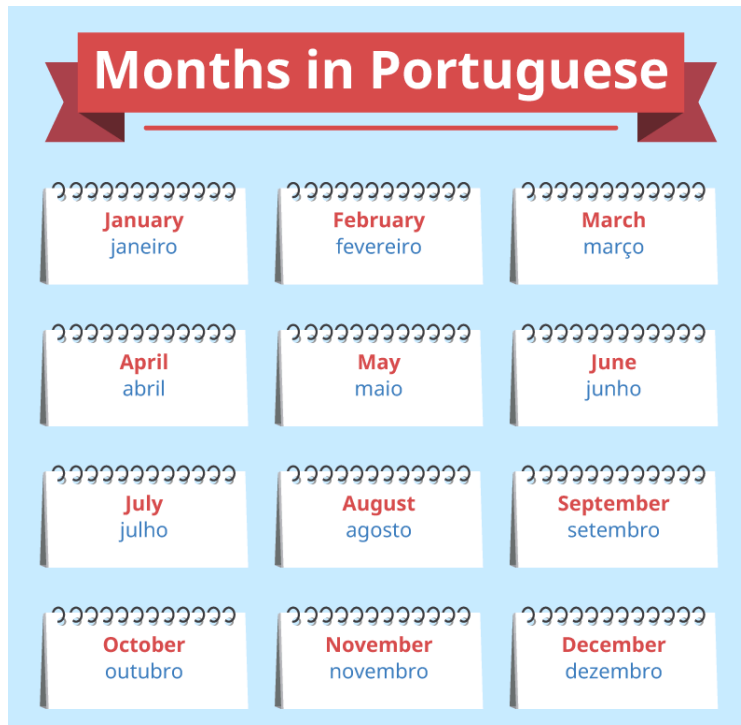 Months in Portuguese
January
janeiro
February
fevereiro
March
março
April
abril
May
maio
June
junho
July
julho
August
agosto
September
setembro
October
outubro
November
novembro
December
dezembro